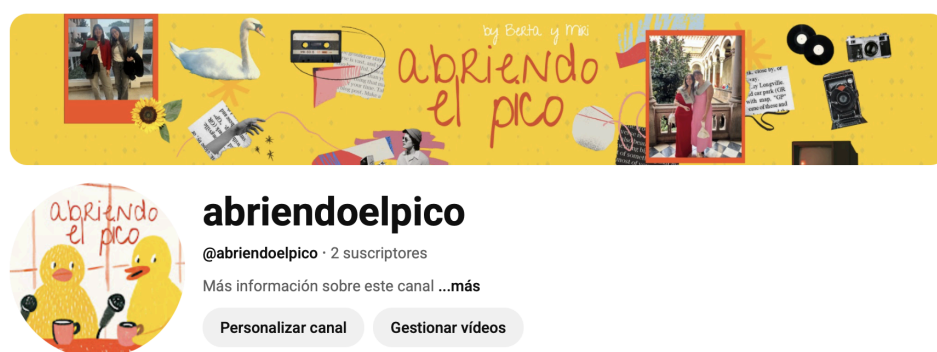 by Berta y Miri
abriendo
el pico
abriendo
el pico
abriendoelpico
@abriendoelpico · 2 suscriptores
Más información sobre este canal ...más
Personalizar canal
Gestionar vídeos